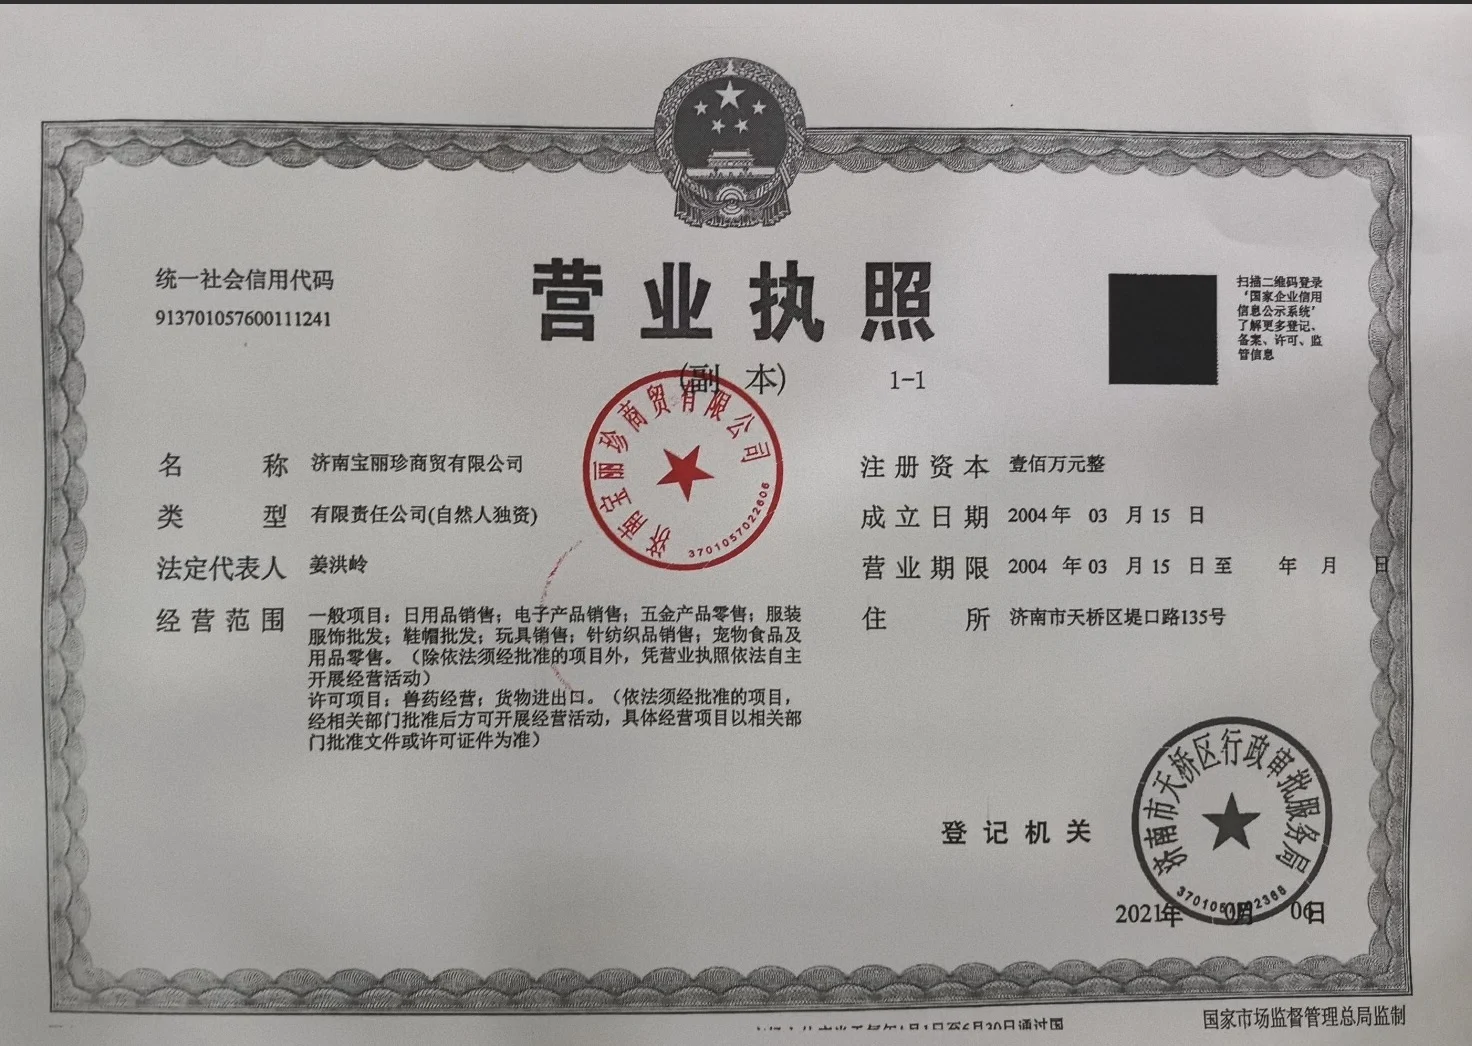 统一社会信用代码
913701057600111241
营业执照
(副 本)
1-1
扫描二维码登录
‘国家企业信用
信息公示系统’
了解更多登记、
备案、许可、监
管信息
名 称 济南宝丽珍商贸有限公司
类 型 有限责任公司(自然人独资)
法定代表人 姜洪岭
经营范围 一般项目：日用品销售；电子产品销售；五金产品零售；服装
服饰批发；鞋帽批发；玩具销售；针纺织品销售；宠物食品及
用品零售。（除依法须经批准的项目外，凭营业执照依法自主
开展经营活动）
许可项目：兽药经营；货物进出口。（依法须经批准的项目，
经相关部门批准后方可开展经营活动，具体经营项目以相关部
门批准文件或许可证件为准）
济南宝丽珍商贸有限公司
3701057022606
注册资本 壹佰万元整
成立日期 2004 年 03 月 15 日
营业期限 2004 年 03 月 15 日 至 年 月 日
住 所 济南市天桥区堤口路135号
登记机关
济南市天桥区行政审批服务局
2021年 月 06日
国家市场监督管理总局监制